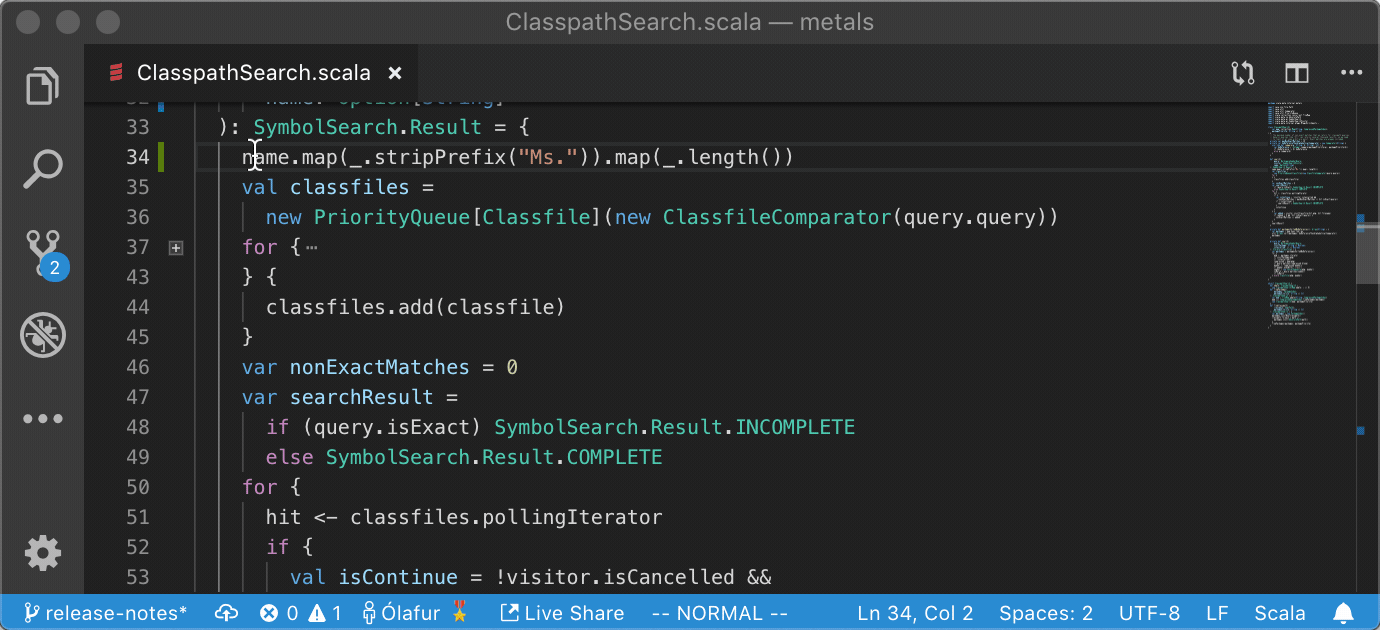 ClasspathSearch.scala — metals
ClasspathSearch.scala ×
33 ): SymbolSearch.Result = {
34 name.map(_.stripPrefix("Ms.")).map(_.length())
35 val classfiles =
36 new PriorityQueue[Classfile](new ClassfileComparator(query.query))
37 for {⋯
43 } {
44 classfiles.add(classfile)
45 }
46 var nonExactMatches = 0
47 var searchResult =
48 if (query.isExact) SymbolSearch.Result.INCOMPLETE
49 else SymbolSearch.Result.COMPLETE
50 for {
51 hit <- classfiles.pollingIterator
52 if {
53 val isContinue = !visitor.isCancelled &&
2
release-notes* 0 1 Ólafur Live Share -- NORMAL -- Ln 34, Col 2 Spaces: 2 UTF-8 LF Scala